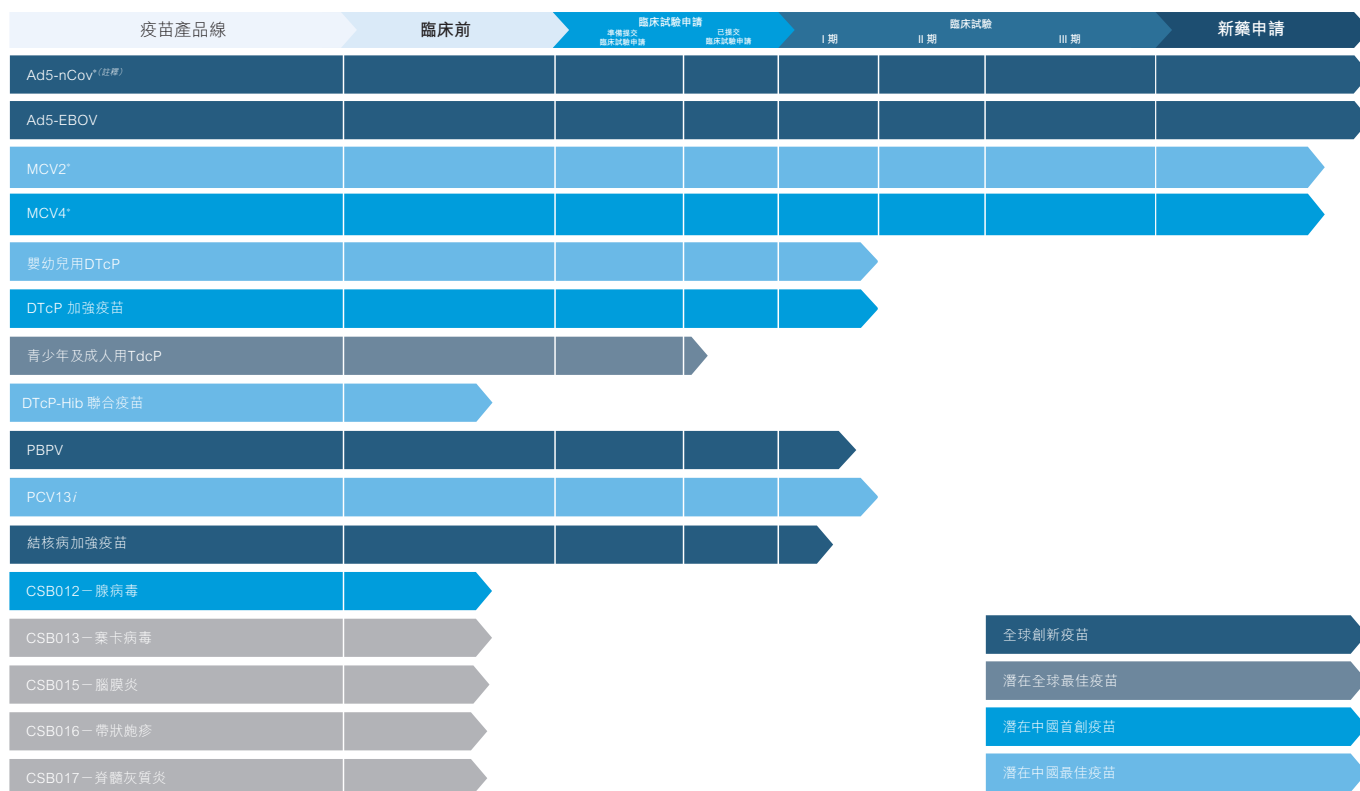 疫苗產品線
臨床前
臨床試驗申請
準備提交
臨床試驗申請
已提交
臨床試驗申請
臨床試驗
I 期
II 期
III 期
新藥申請
Ad5-nCov*(註釋)
Ad5-EBOV
MCV2*
MCV4*
嬰幼兒用DTcP
DTcP 加強疫苗
青少年及成人用TdcP
DTcP-Hib 聯合疫苗
PBPV
PCV13i
結核病加強疫苗
CSB012－腺病毒
CSB013－寨卡病毒
CSB015－腦膜炎
CSB016－帶狀皰疹
CSB017－脊髓灰質炎
全球創新疫苗
潛在全球最佳疫苗
潛在中國首創疫苗
潛在中國最佳疫苗